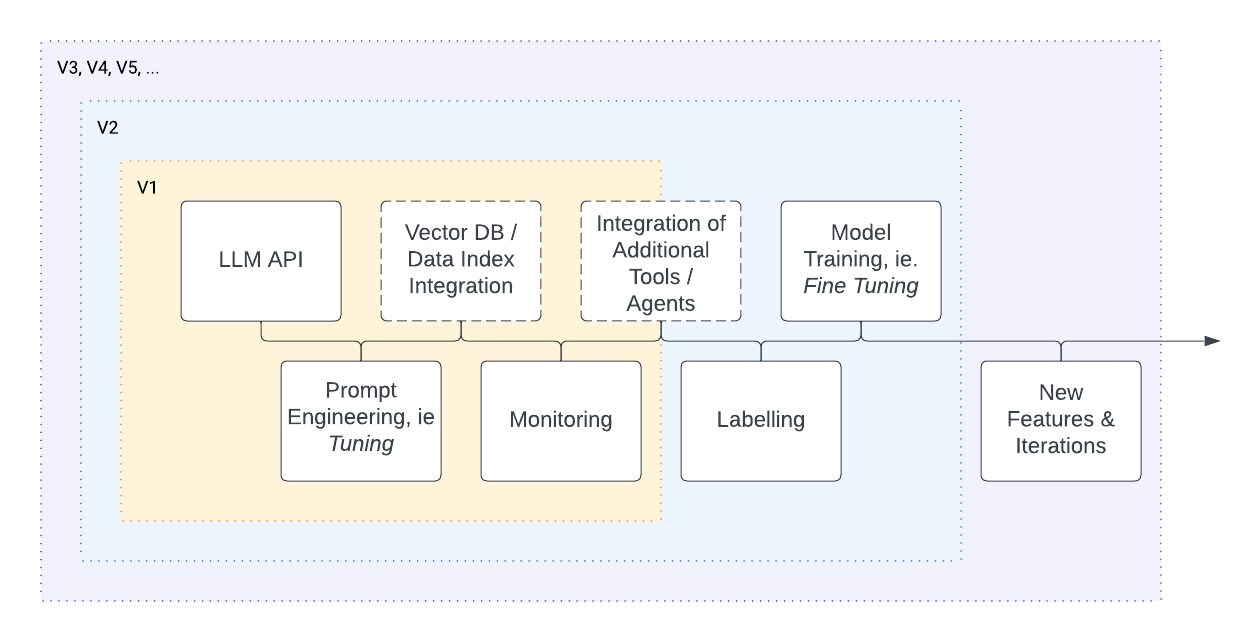 V3, V4, V5, ...
V2
V1
LLM API
Vector DB /
Data Index
Integration
Integration of
Additional
Tools /
Agents
Model
Training, ie.
Fine Tuning
Prompt
Engineering, ie
Tuning
Monitoring
Labelling
New
Features &
Iterations